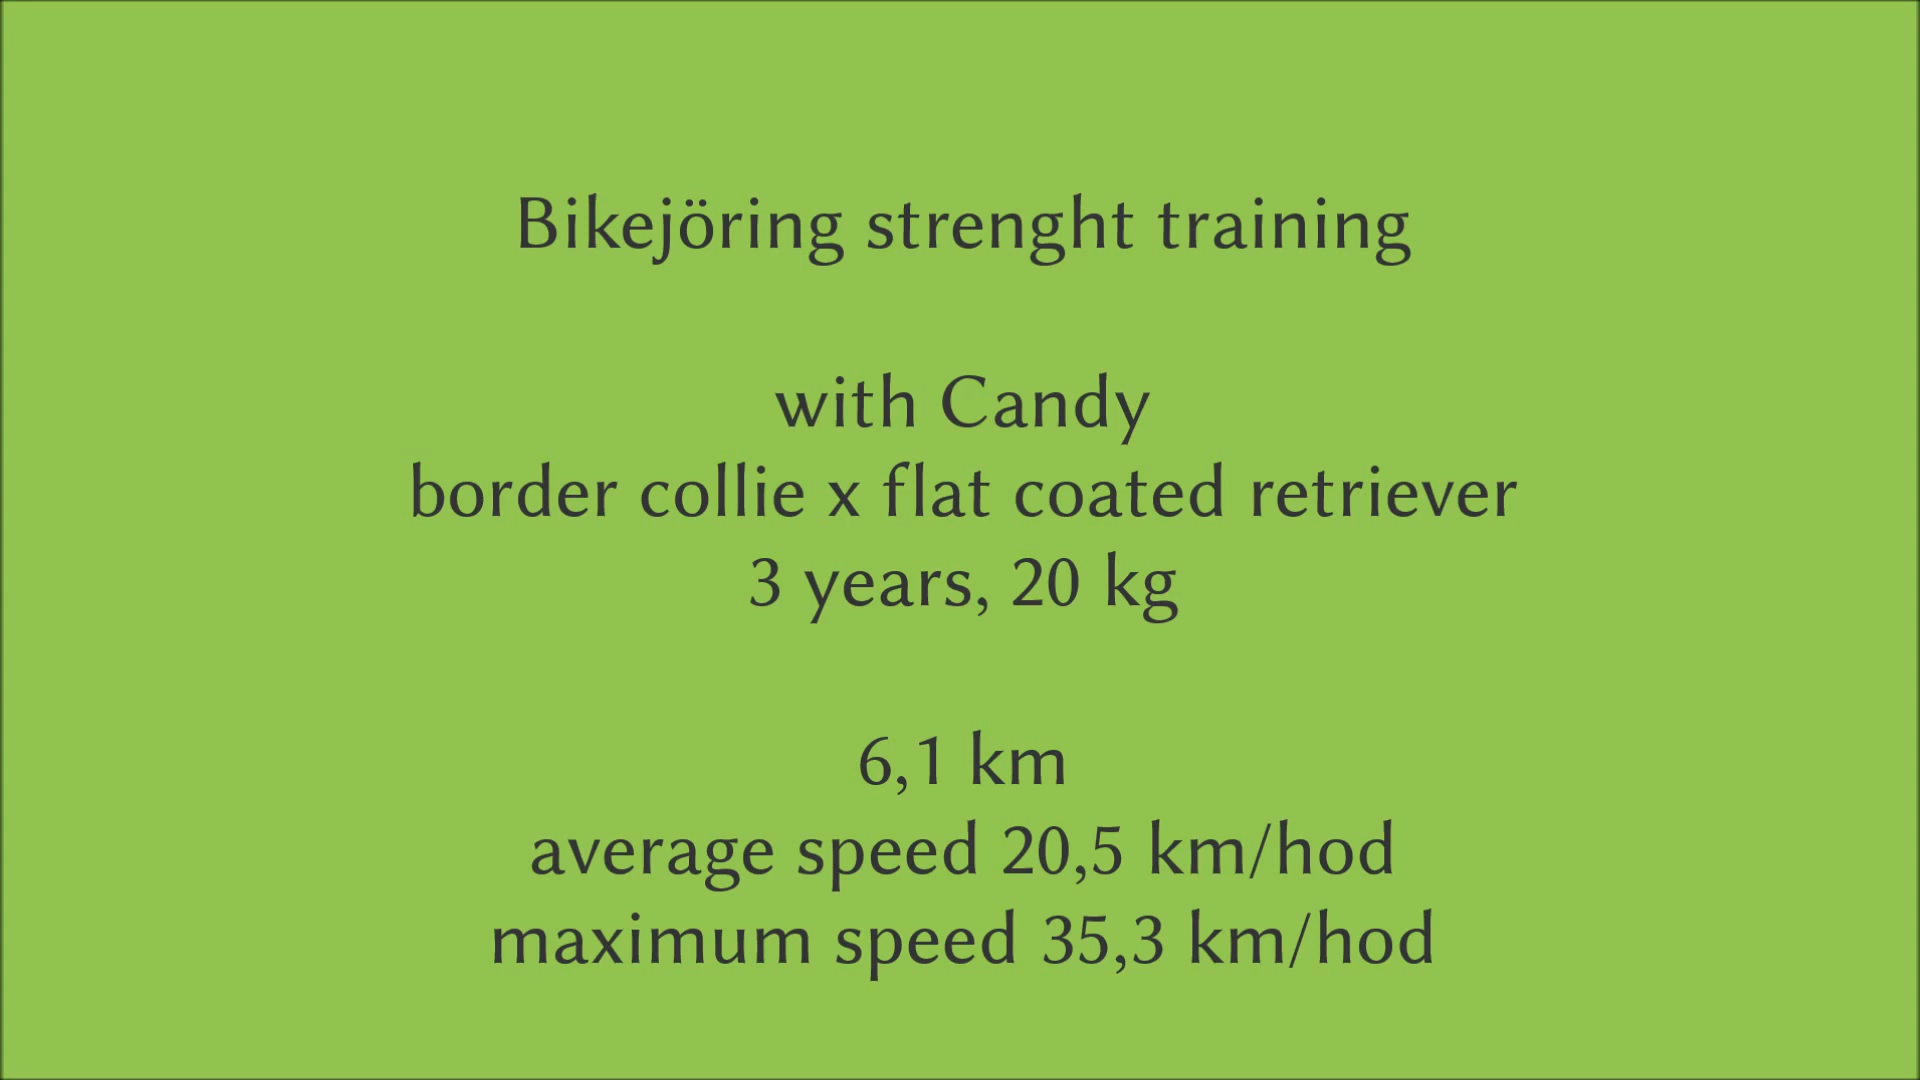 Bikejöring strenght training
with Candy
border collie x flat coated retriever
3 years, 20 kg
6,1 km
average speed 20,5 km/hod
maximum speed 35,3 km/hod